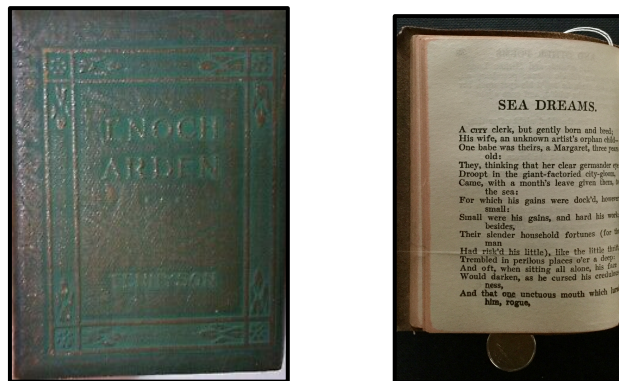 ENOCH
ARDEN
TENNYSON
SEA DREAMS.
A CITY clerk, but gently born and bred;
His wife, an unknown artist's orphan child—
One babe was theirs, a Margaret, three years
old:
They, thinking that her clear germander eye
Droopt in the giant-factoried city-gloom,
Came, with a month's leave given them, to
the sea:
For which his gains were dock'd, however
small:
Small were his gains, and hard his work;
besides,
Their slender household fortunes (for the
man
Had risk'd his little), like the little thrift,
Trembled in perilous places o'er a deep:
And oft, when sitting all alone, his face
Would darken, as he cursed his credulous-
ness,
And that one unctuous mouth which lured
him, rogue,